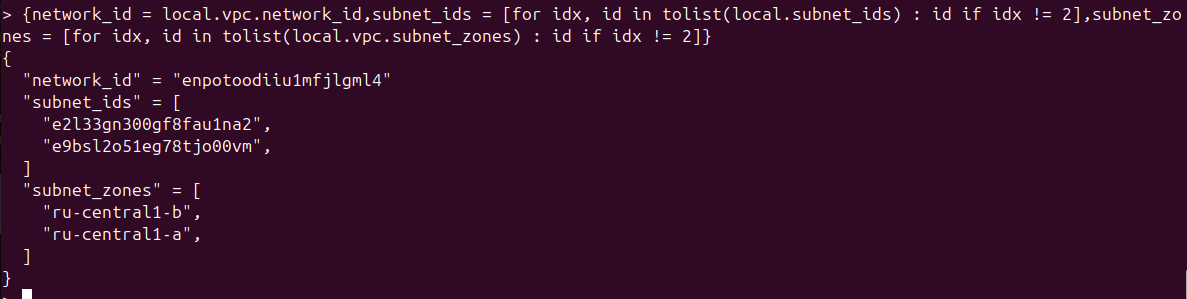 > {network_id = local.vpc.network_id,subnet_ids = [for idx, id in tolist(local.subnet_ids) : id if idx != 2],subnet_zo
nes = [for idx, id in tolist(local.vpc.subnet_zones) : id if idx != 2]}
{
  "network_id" = "enpotoodiiu1mfjlgml4"
  "subnet_ids" = [
    "e2l33gn300gf8fau1na2",
    "e9bsl2o51eg78tjo00vm",
  ]
  "subnet_zones" = [
    "ru-central1-b",
    "ru-central1-a",
  ]
}
>